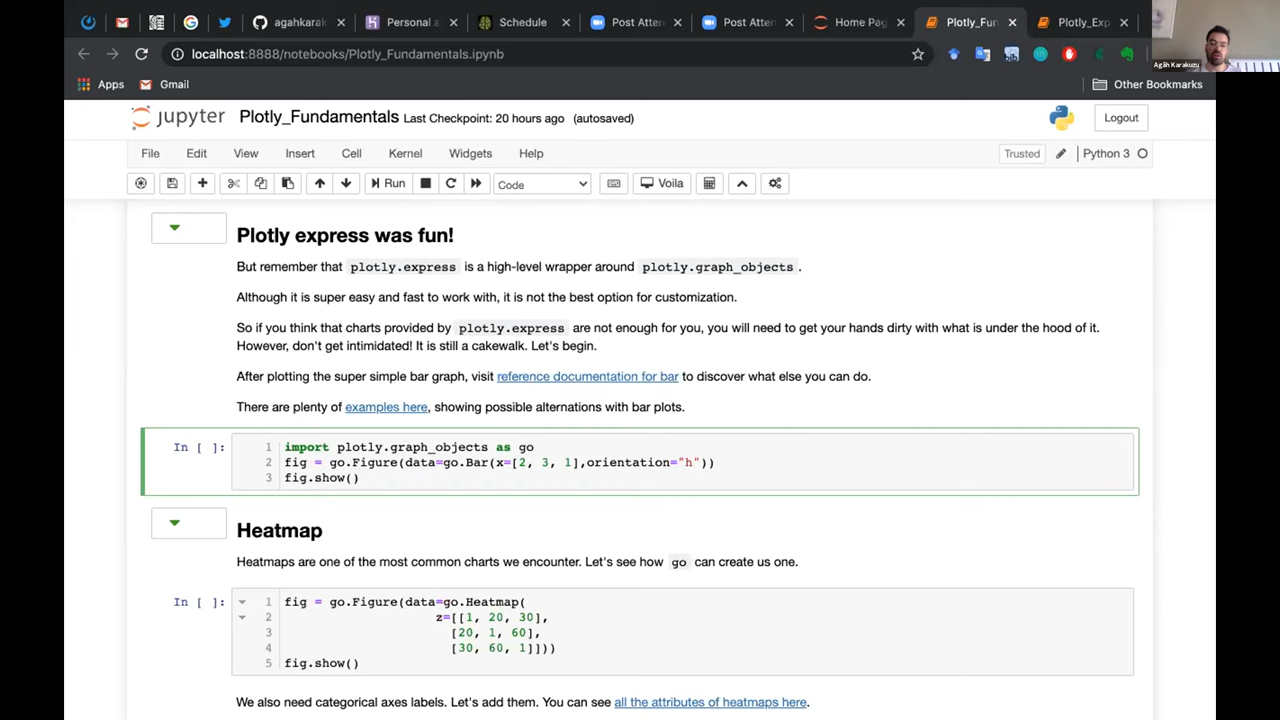 agahkarak
Personal a
Schedule
Post Atten
Post Atten
Home Pag
Plotly_Fun
Plotly_Exp
localhost:8888/notebooks/Plotly_Fundamentals.ipynb
Agâh Karakuzu
Apps
Gmail
Other Bookmarks
jupyter Plotly_Fundamentals Last Checkpoint: 20 hours ago (autosaved)
Logout
File Edit View Insert Cell Kernel Widgets Help
Trusted
Python 3
Run
Code
Voila
Plotly express was fun!
But remember that plotly.express is a high-level wrapper around plotly.graph_objects .
Although it is super easy and fast to work with, it is not the best option for customization.
So if you think that charts provided by plotly.express are not enough for you, you will need to get your hands dirty with what is under the hood of it.
However, don't get intimidated! It is still a cakewalk. Let's begin.
After plotting the super simple bar graph, visit reference documentation for bar to discover what else you can do.
There are plenty of examples here, showing possible alternations with bar plots.
In [ ]:
1 import plotly.graph_objects as go
2 fig = go.Figure(data=go.Bar(x=[2, 3, 1],orientation="h"))
3 fig.show()
Heatmap
Heatmaps are one of the most common charts we encounter. Let's see how go can create us one.
In [ ]:
1 fig = go.Figure(data=go.Heatmap(
2 z=[[1, 20, 30],
3 [20, 1, 60],
4 [30, 60, 1]]))
5 fig.show()
We also need categorical axes labels. Let's add them. You can see all the attributes of heatmaps here.